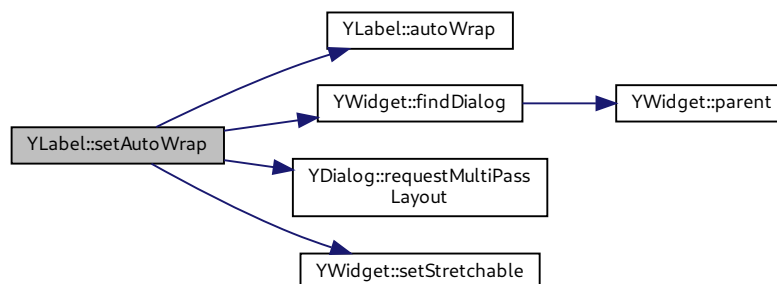 YLabel::autoWrap
YWidget::findDialog
YWidget::parent
YLabel::setAutoWrap
YDialog::requestMultiPass
Layout
YWidget::setStretchable